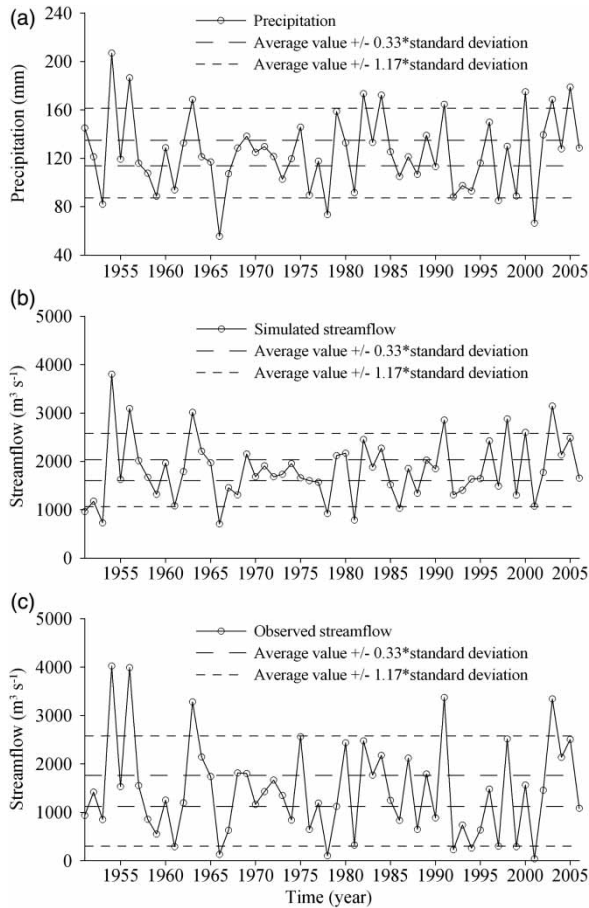 (a)
Precipitation
Average value +/- 0.33*standard deviation
Average value +/- 1.17*standard deviation
Precipitation (mm)
240
200
160
120
80
40
1955 1960 1965 1970 1975 1980 1985 1990 1995 2000 2005
(b)
Simulated streamflow
Average value +/- 0.33*standard deviation
Average value +/- 1.17*standard deviation
Streamflow (m³ s⁻¹)
5000
4000
3000
2000
1000
0
1955 1960 1965 1970 1975 1980 1985 1990 1995 2000 2005
(c)
Observed streamflow
Average value +/- 0.33*standard deviation
Average value +/- 1.17*standard deviation
Streamflow (m³ s⁻¹)
5000
4000
3000
2000
1000
0
1955 1960 1965 1970 1975 1980 1985 1990 1995 2000 2005
Time (year)